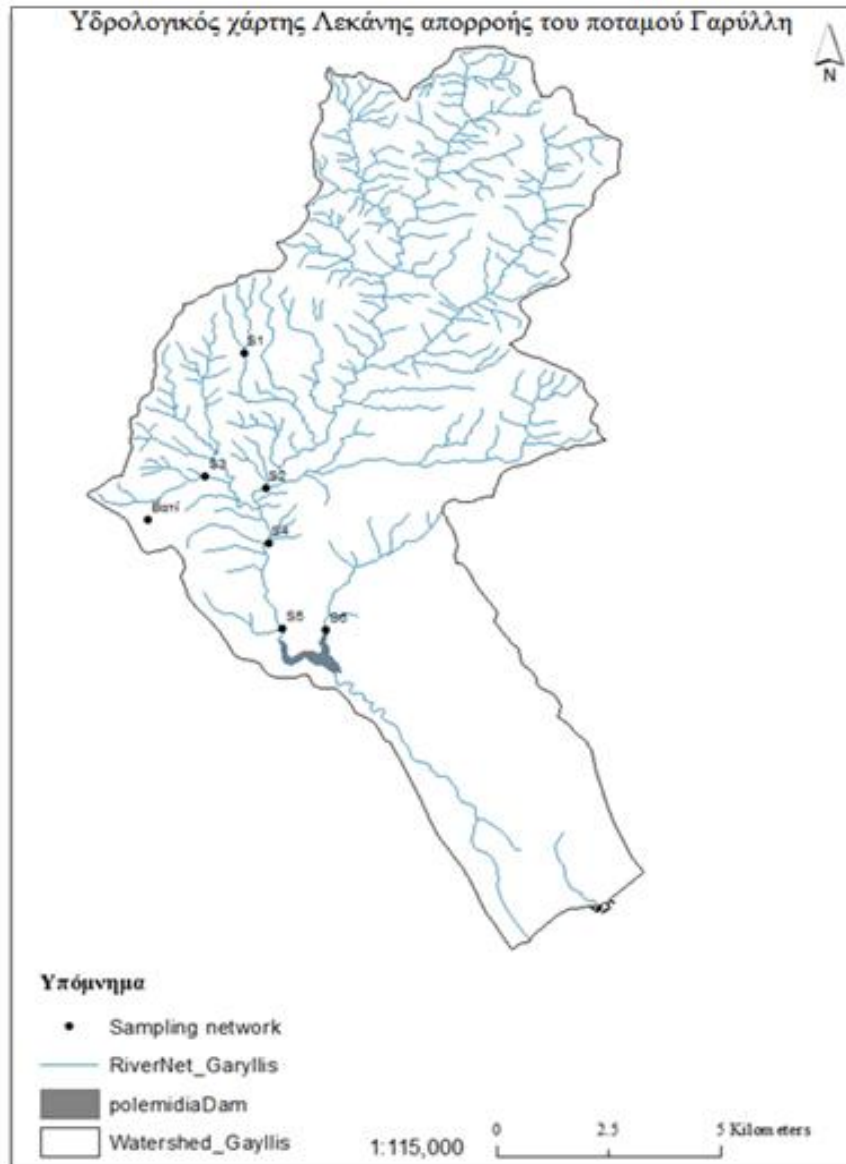 Υδρολογικός χάρτης Λεκάνης απορροής του ποταμού Γαρύλλη
N
S1
S3
S2
Βατί
S4
S5
S6
Υπόμνημα
Sampling network
RiverNet_Garyllis
polemidiaDam
Watershed_Gayllis
1:115,000
0 2.5 5 Kilometers